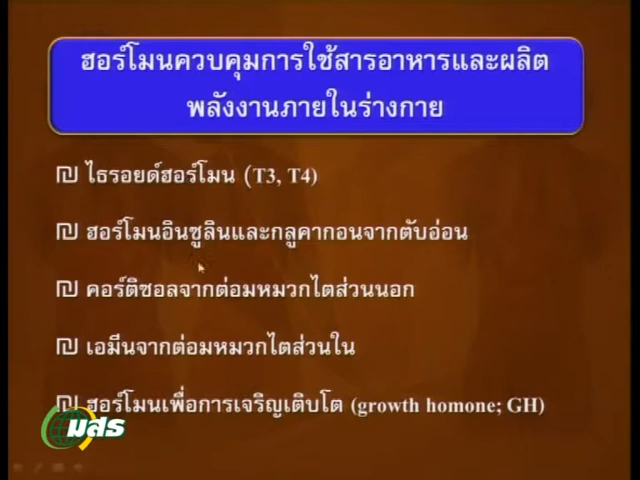 ฮอร์โมนควบคุมการใช้สารอาหารและผลิต
พลังงานภายในร่างกาย
ไธรอยด์ฮอร์โมน (T3, T4)
ฮอร์โมนอินซูลินและกลูคากอนจากตับอ่อน
คอร์ติซอลจากต่อมหมวกไตส่วนนอก
เอมีนจากต่อมหมวกไตส่วนใน
ฮอร์โมนเพื่อการเจริญเติบโต (growth homone; GH)
มสธ